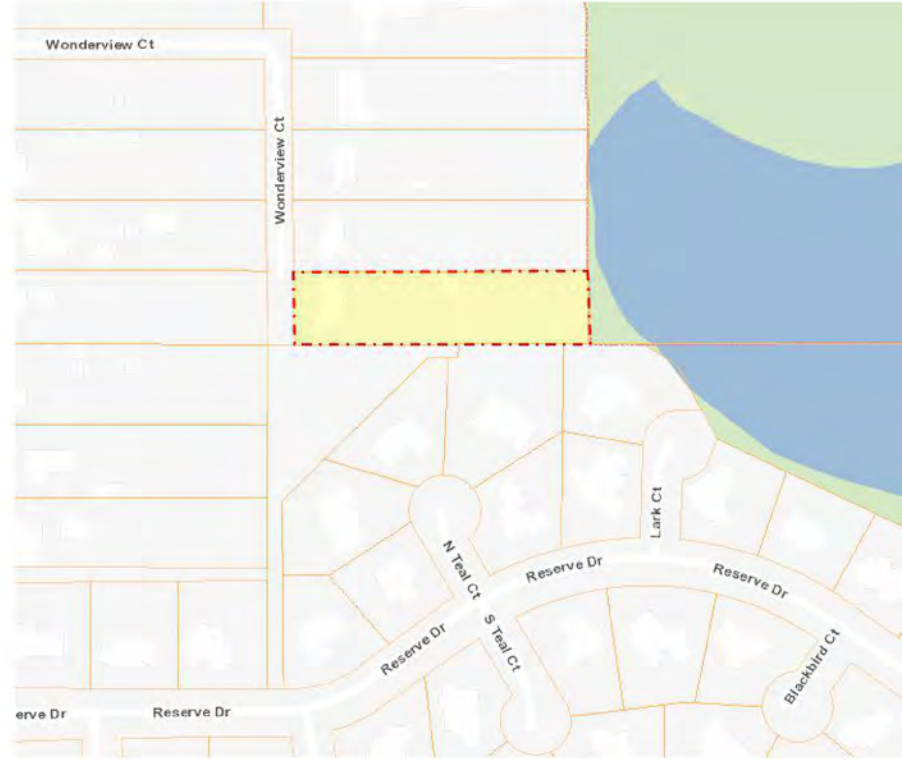 Wonderview Ct
Wonderview Ct
Lark Ct
N Teal Ct
Reserve Dr
Reserve Dr
S Teal Ct
Reserve Dr
Blackbird Ct
erve Dr
Reserve Dr